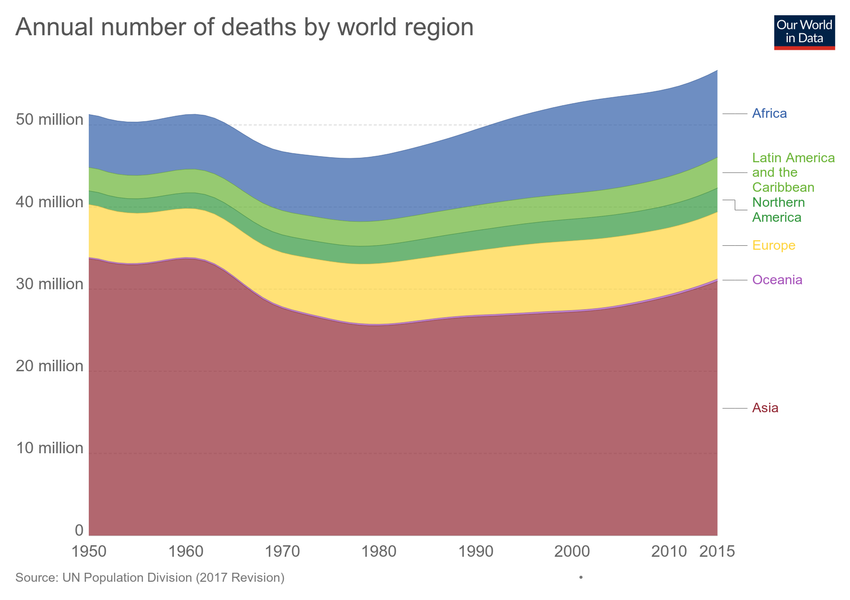 Annual number of deaths by world region
Our World
in Data
50 million
40 million
30 million
20 million
10 million
0
1950
1960
1970
1980
1990
2000
2010
2015
Africa
Latin America
and the
Caribbean
Northern
America
Europe
Oceania
Asia
Source: UN Population Division (2017 Revision)
•